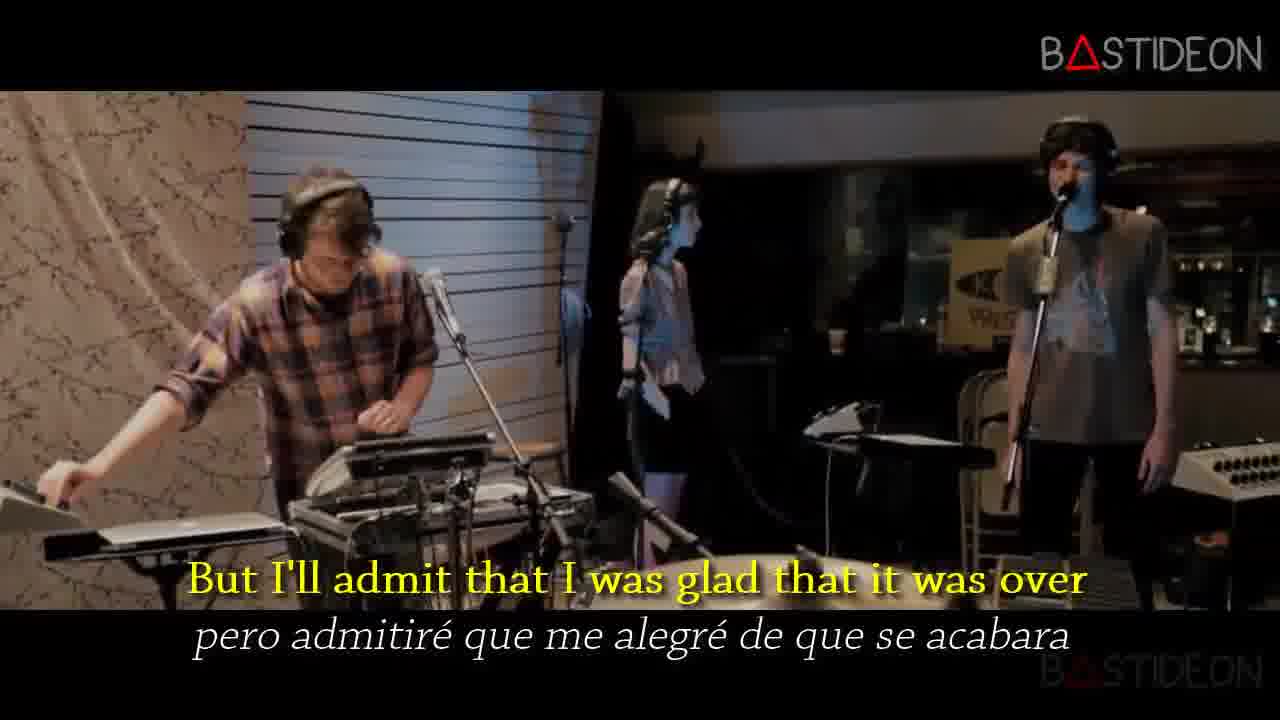 BASTIDEON
But I'll admit that I was glad that it was over
pero admitiré que me alegré de que se acabara
BASTIDEON